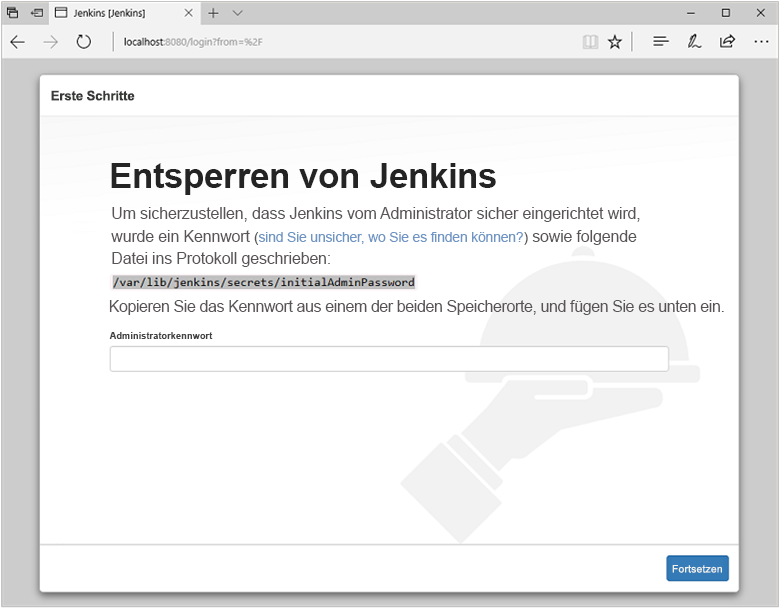 Jenkins [Jenkins]
localhost:8080/login?from=%2F
Erste Schritte
Entsperren von Jenkins
Um sicherzustellen, dass Jenkins vom Administrator sicher eingerichtet wird,
wurde ein Kennwort (sind Sie unsicher, wo Sie es finden können?) sowie folgende
Datei ins Protokoll geschrieben:
/var/lib/jenkins/secrets/initialAdminPassword
Kopieren Sie das Kennwort aus einem der beiden Speicherorte, und fügen Sie es unten ein.
Administratorkennwort
Fortsetzen